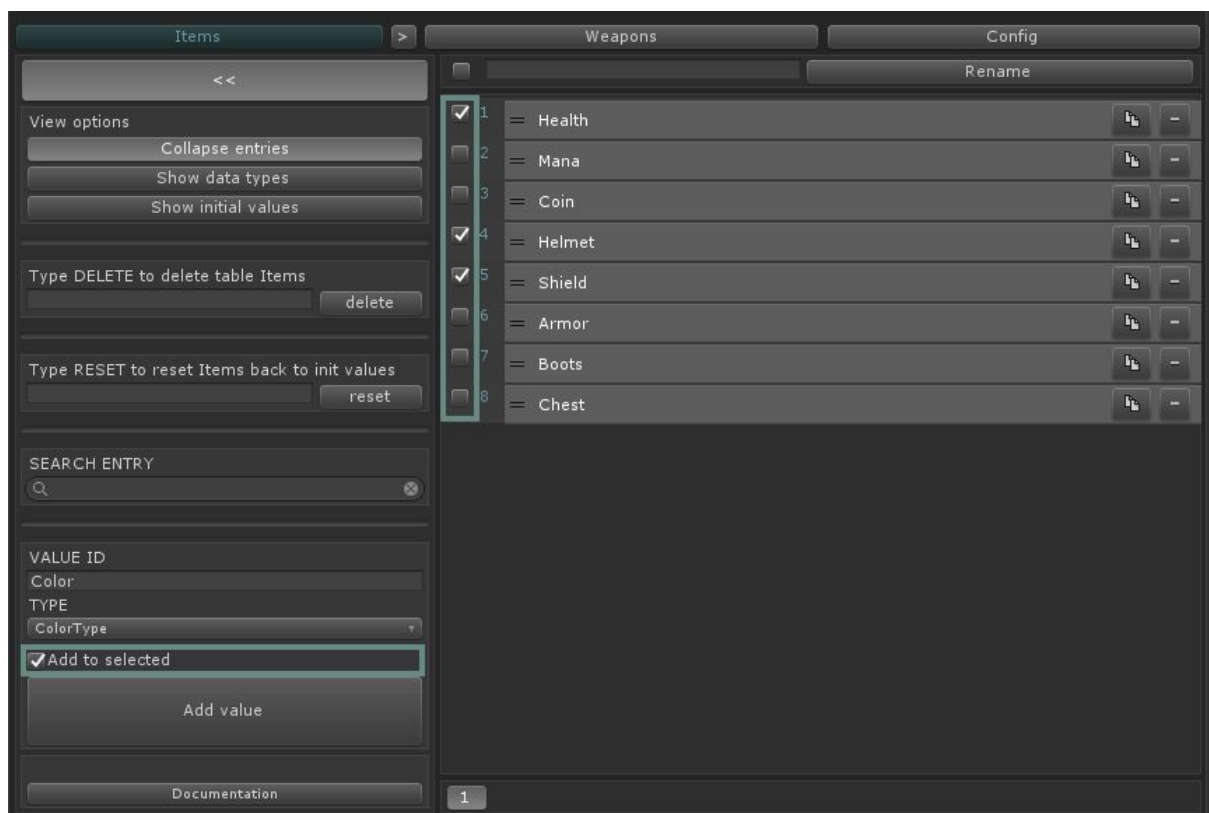 Items > Weapons Config
<<
View options
Collapse entries
Show data types
Show initial values
Type DELETE to delete table Items
delete
Type RESET to reset Items back to init values
reset
SEARCH ENTRY
VALUE ID
Color
TYPE
ColorType
Add to selected
Add value
Documentation
Rename
1 = Health -
2 = Mana -
3 = Coin -
4 = Helmet -
5 = Shield -
6 = Armor -
7 = Boots -
8 = Chest -
1